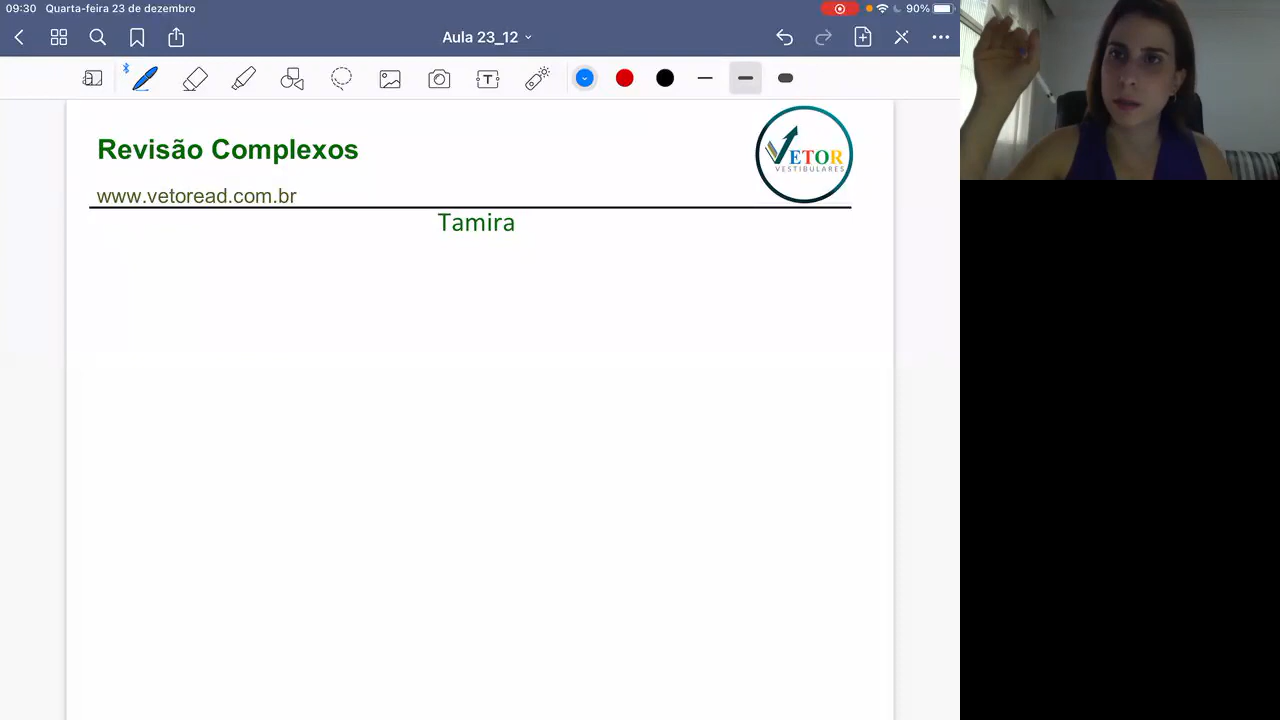 09:30 Quarta-feira 23 de dezembro 90%
Aula 23_12
T
Revisão Complexos
VETOR
VESTIBULARES
www.vetoread.com.br
Tamira